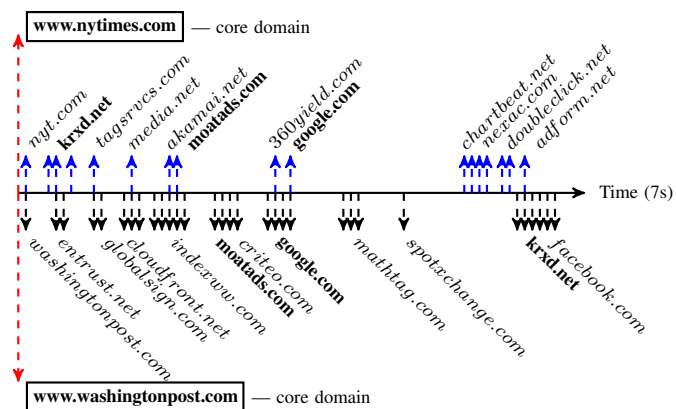 www.nytimes.com — core domain
nyt.com
krxd.net
tagsrvcs.com
media.net
akamai.net
moatads.com
360yield.com
google.com
chartbeat.net
nexac.com
doubleclick.net
adform.net
Time (7s)
washingtonpost.com
entrust.net
globalsign.com
cloudfront.net
indexww.com
moatads.com
criteo.com
google.com
mathtag.com
spotxchange.com
krxd.net
facebook.com
www.washingtonpost.com — core domain